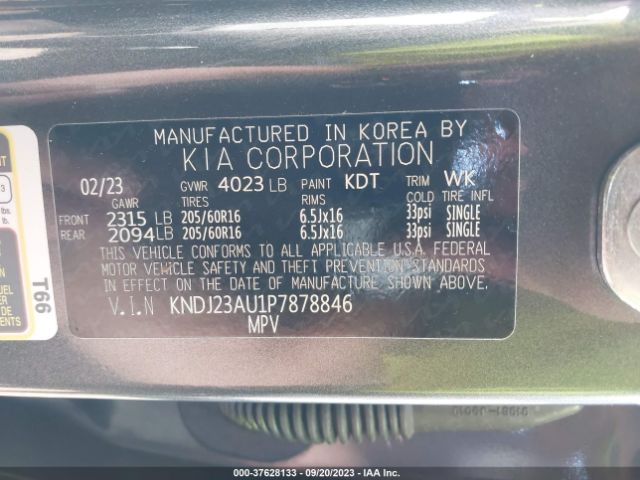 MANUFACTURED IN KOREA BY
KIA CORPORATION
02/23 GVWR 4023 LB PAINT KDT TRIM WK
GAWR TIRES RIMS COLD TIRE INFL
FRONT 2315 LB 205/60R16 6.5Jx16 33psi SINGLE
REAR 2094 LB 205/60R16 6.5Jx16 33psi SINGLE
THIS VEHICLE CONFORMS TO ALL APPLICABLE U.S.A. FEDERAL
MOTOR VEHICLE SAFETY AND THEFT PREVENTION STANDARDS
IN EFFECT ON THE DATE OF MANUFACTURE SHOWN ABOVE.
V.I.N KNDJ23AU1P7878846
MPV
T66
000-37628133 - 09/20/2023 - IAA Inc.